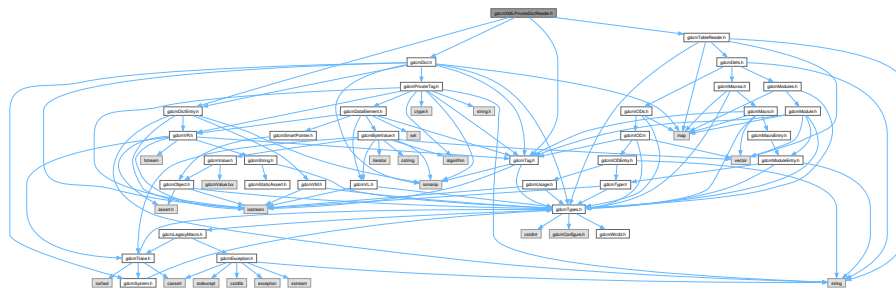 gdcmXMLPrivateDictReader.h
gdcmTableReader.h
gdcmDict.h
gdcmDefs.h
gdcmPrivateTag.h
gdcmMacros.h
gdcmModules.h
gdcmDictEntry.h
gdcmDataElement.h
ctype.h
string.h
gdcmIODs.h
gdcmMacro.h
gdcmModule.h
gdcmVR.h
gdcmSmartPointer.h
gdcmByteValue.h
set
gdcmIOD.h
map
gdcmMacroEntry.h
fstream
gdcmValue.h
gdcmString.h
iterator
cstring
algorithm
gdcmTag.h
gdcmIODEntry.h
vector
gdcmModuleEntry.h
gdcmObject.h
gdcmValue.txx
gdcmStaticAssert.h
gdcmVM.h
gdcmVL.h
iomanip
gdcmUsage.h
gdcmType.h
assert.h
iostream
gdcmTypes.h
gdcmLegacyMacro.h
cstdint
gdcmConfigure.h
gdcmWin32.h
gdcmTrace.h
gdcmException.h
iosfwd
gdcmSystem.h
cassert
stdexcept
cstdlib
exception
sstream
string